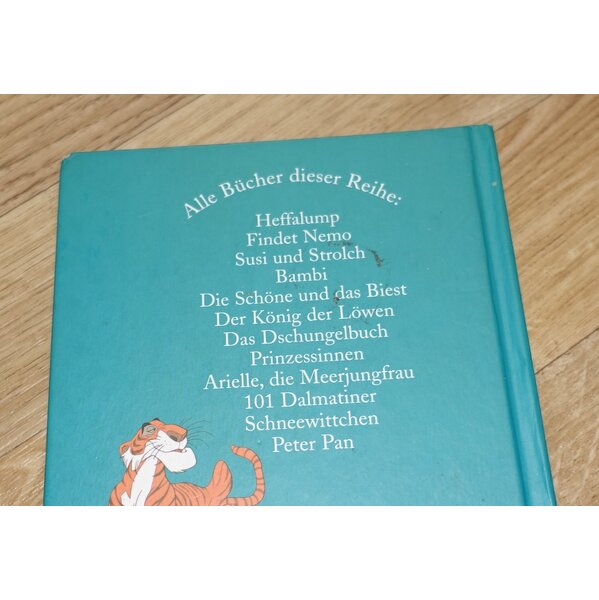 Alle Bücher dieser Reihe:
Heffalump
Findet Nemo
Susi und Strolch
Bambi
Die Schöne und das Biest
Der König der Löwen
Das Dschungelbuch
Prinzessinnen
Arielle, die Meerjungfrau
101 Dalmatiner
Schneewittchen
Peter Pan